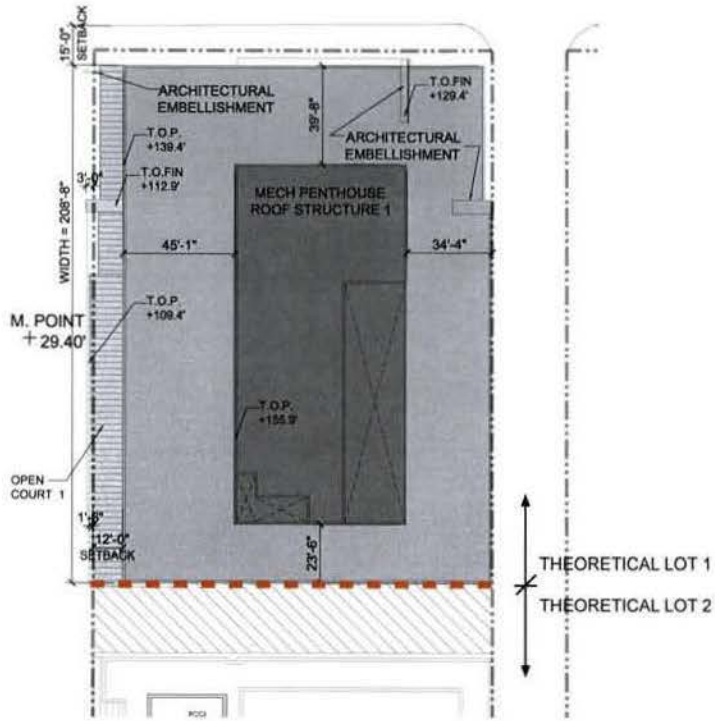 15'-0"
SETBACK
ARCHITECTURAL
EMBELLISHMENT
T.O.P.
+139.4'
T.O.FIN
+112.9'
3'-0"
WIDTH = 208'-8"
39'-8"
T.O.FIN
+129.4'
ARCHITECTURAL
EMBELLISHMENT
MECH PENTHOUSE
ROOF STRUCTURE 1
45'-1"
34'-4"
T.O.P.
+109.4'
M. POINT
+ 29.40'
T.O.P.
+155.9'
OPEN
COURT 1
1'-6"
12'-0"
SETBACK
23'-6"
THEORETICAL LOT 1
THEORETICAL LOT 2